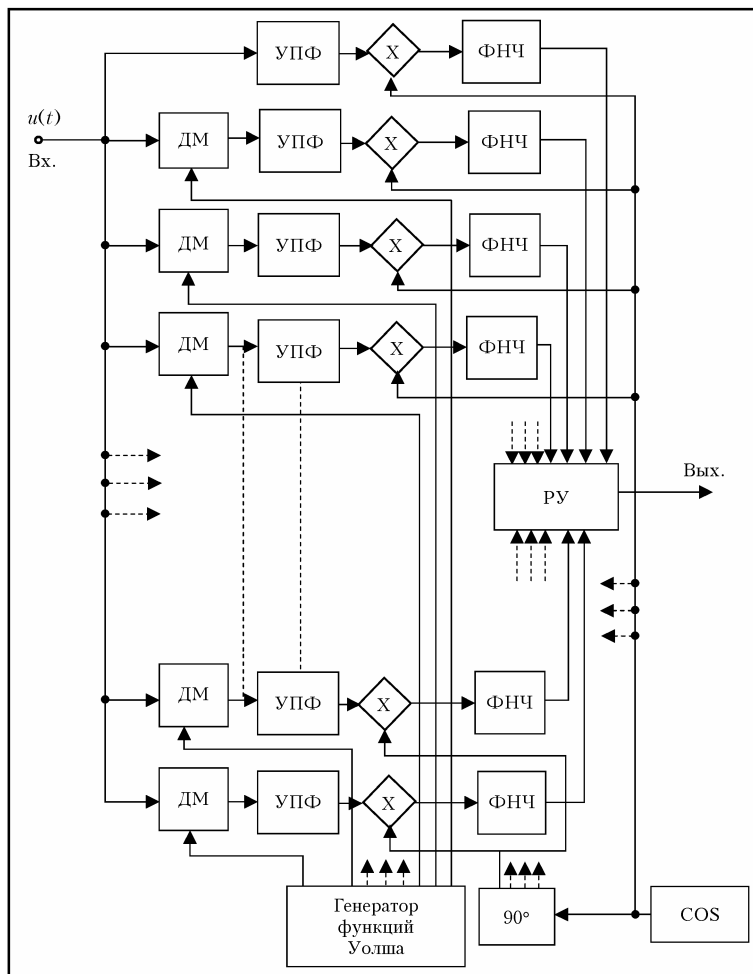 УПФ X ФНЧ
u(t)
Вх.
ДМ УПФ X ФНЧ
ДМ УПФ X ФНЧ
ДМ УПФ X ФНЧ
РУ
Вых.
ДМ УПФ X ФНЧ
ДМ УПФ X ФНЧ
Генератор
функций
Уолша
90°
COS